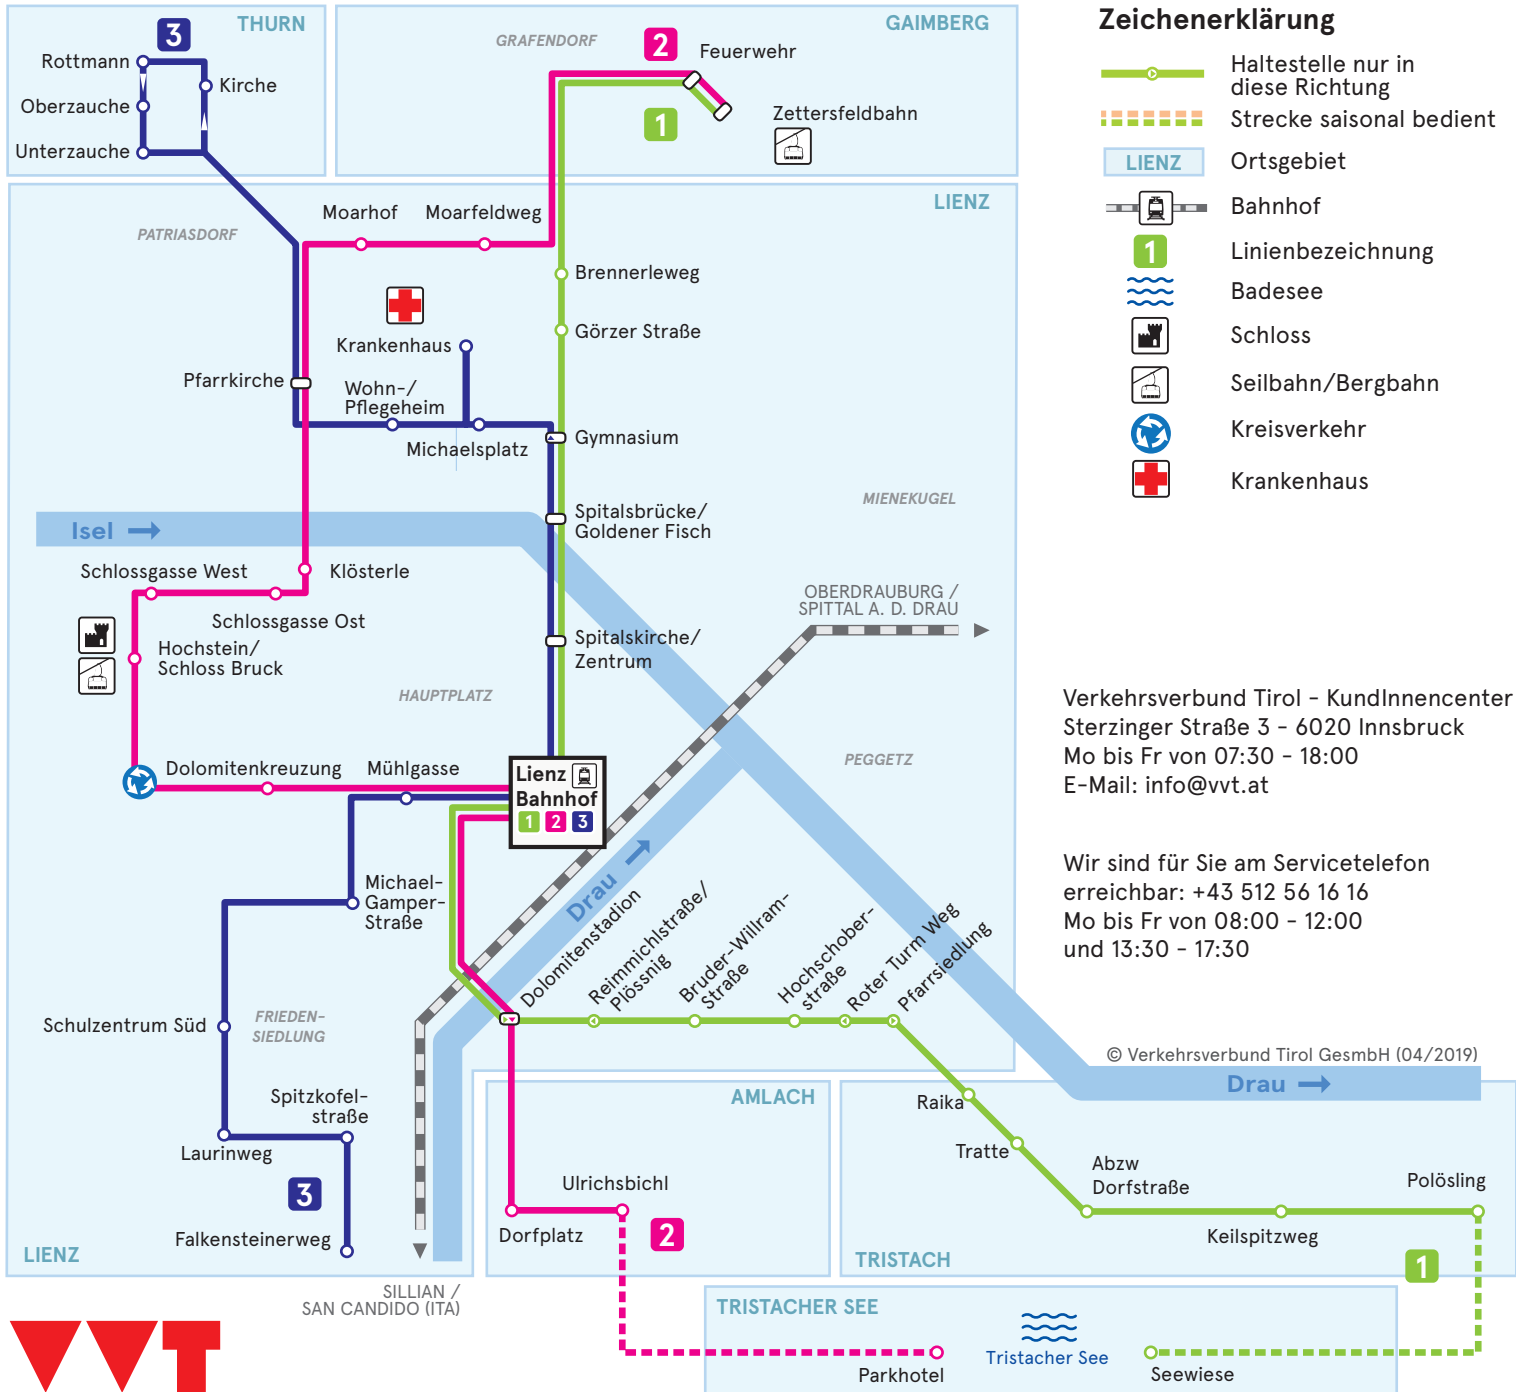 THURN
3
Rottmann
Kirche
Oberzauche
Unterzauche
GAIMBERG
GRAFENDORF
2
Feuerwehr
1
Zettersfeldbahn
Zeichenerklärung
Haltestelle nur in
diese Richtung
Strecke saisonal bedient
LIENZ
Ortsgebiet
Bahnhof
1
Linienbezeichnung
Badesee
Schloss
Seilbahn/Bergbahn
Kreisverkehr
Krankenhaus
LIENZ
PATRIASDORF
Moarhof
Moarfeldweg
Brennerleweg
Görzer Straße
Krankenhaus
Pfarrkirche
Wohn-/
Pflegeheim
Michaelsplatz
Gymnasium
MIENEKUGEL
Spitalsbrücke/
Goldener Fisch
Isel
Schlossgasse West
Klösterle
Schlossgasse Ost
OBERDRAUBURG /
SPITTAL A. D. DRAU
Hochstein/
Schloss Bruck
Spitalskirche/
Zentrum
HAUPTPLATZ
PEGGETZ
Dolomitenkreuzung
Mühlgasse
Lienz
Bahnhof
1 2 3
Verkehrsverbund Tirol - KundInnencenter
Sterzinger Straße 3 - 6020 Innsbruck
Mo bis Fr von 07:30 - 18:00
E-Mail: info@vvt.at
Wir sind für Sie am Servicetelefon
erreichbar: +43 512 56 16 16
Mo bis Fr von 08:00 - 12:00
und 13:30 - 17:30
Michael-
Gamper-
Straße
Drau
Dolomitenstadion
Reimmichlstraße/
Plössnig
Bruder-Willram-
Straße
Hochschober-
straße
Roter Turm Weg
Pfarrsiedlung
Schulzentrum Süd
FRIEDEN-
SIEDLUNG
© Verkehrsverbund Tirol GesmbH (04/2019)
Drau
Spitzkofel-
straße
Laurinweg
3
Falkensteinerweg
LIENZ
SILLIAN /
SAN CANDIDO (ITA)
AMLACH
Ulrichsbichl
Dorfplatz
2
Raika
Tratte
Abzw
Dorfstraße
Polösling
Keilspitzweg
TRISTACH
1
TRISTACHER SEE
Tristacher See
Parkhotel
Seewiese
VVT